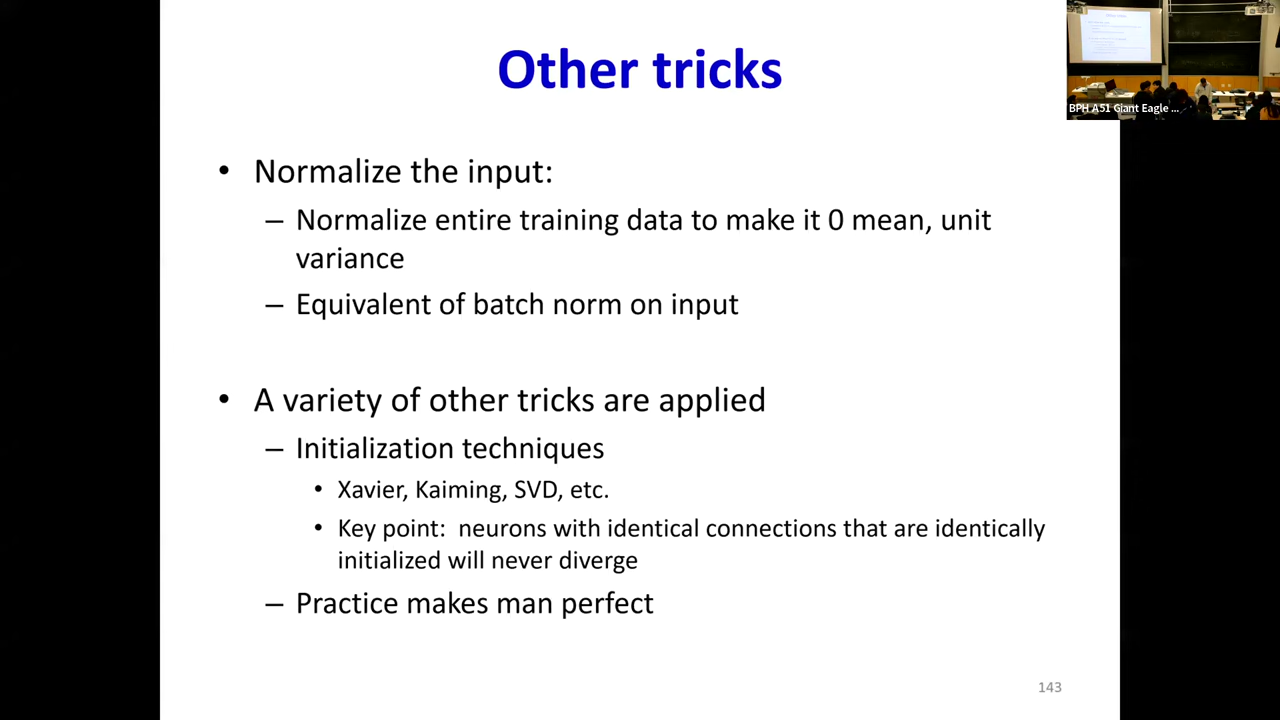 Other tricks
BPH A51 Giant Eagle ...
• Normalize the input:
– Normalize entire training data to make it 0 mean, unit
variance
– Equivalent of batch norm on input
• A variety of other tricks are applied
– Initialization techniques
• Xavier, Kaiming, SVD, etc.
• Key point: neurons with identical connections that are identically
initialized will never diverge
– Practice makes man perfect
143